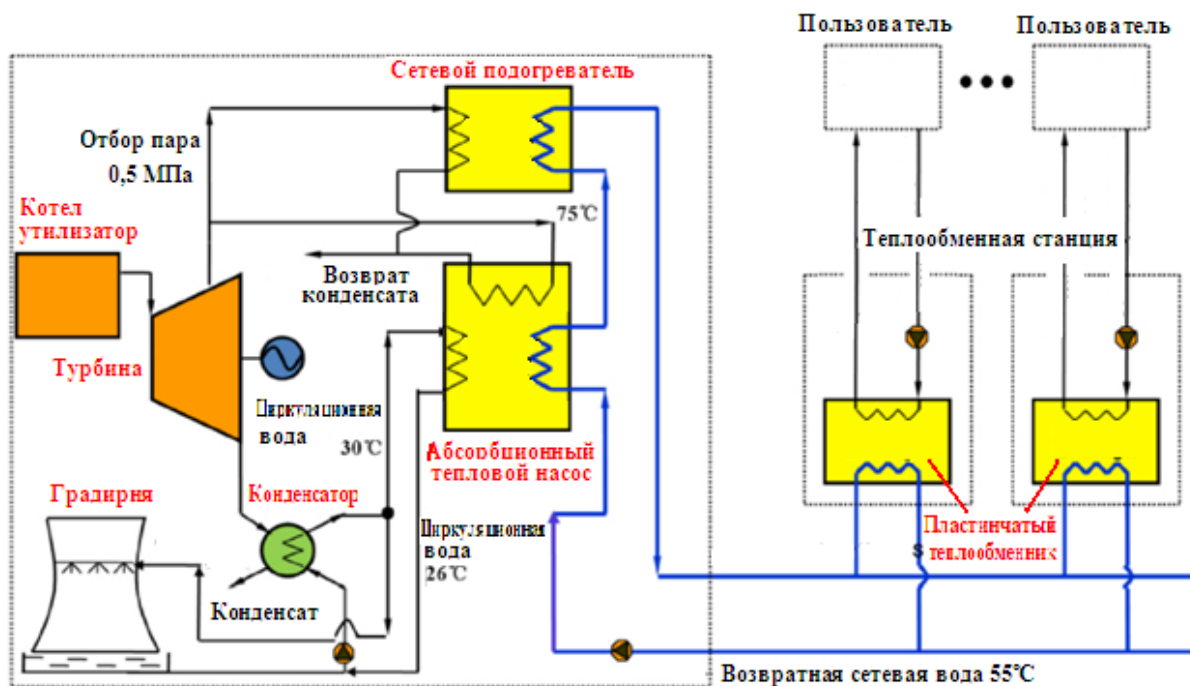 Пользователь
Пользователь
Сетевой подогреватель
Отбор пара
0,5 МПа
Котел
утилизатор
75℃
Теплообменная станция
Возврат
конденсата
Турбина
Циркуляционная
вода
30℃
Абсорбционный
тепловой насос
Градирня
Конденсатор
Циркуляционная
вода
26℃
Пластинчатый
s теплообменник
Конденсат
Возвратная сетевая вода 55℃